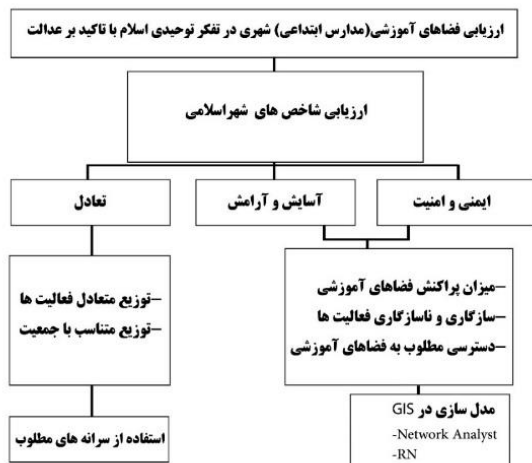 ارزیابی فضاهای آموزشی(مدارس ابتداعی) شهری در تفکر توحیدی اسلام با تاکید بر عدالت
ارزیابی شاخص های شهراسلامی
ایمنی و امنیت
آسایش و آرامش
تعادل
–میزان پراکنش فضاهای آموزشی
–سازگاری و ناسازگاری فعالیت ها
–دسترسی مطلوب به فضاهای آموزشی
–توزیع متعادل فعالیت ها
–توزیع متناسب با جمعیت
مدل سازی در GIS
-Network Analyst
-RN
استفاده از سرانه های مطلوب